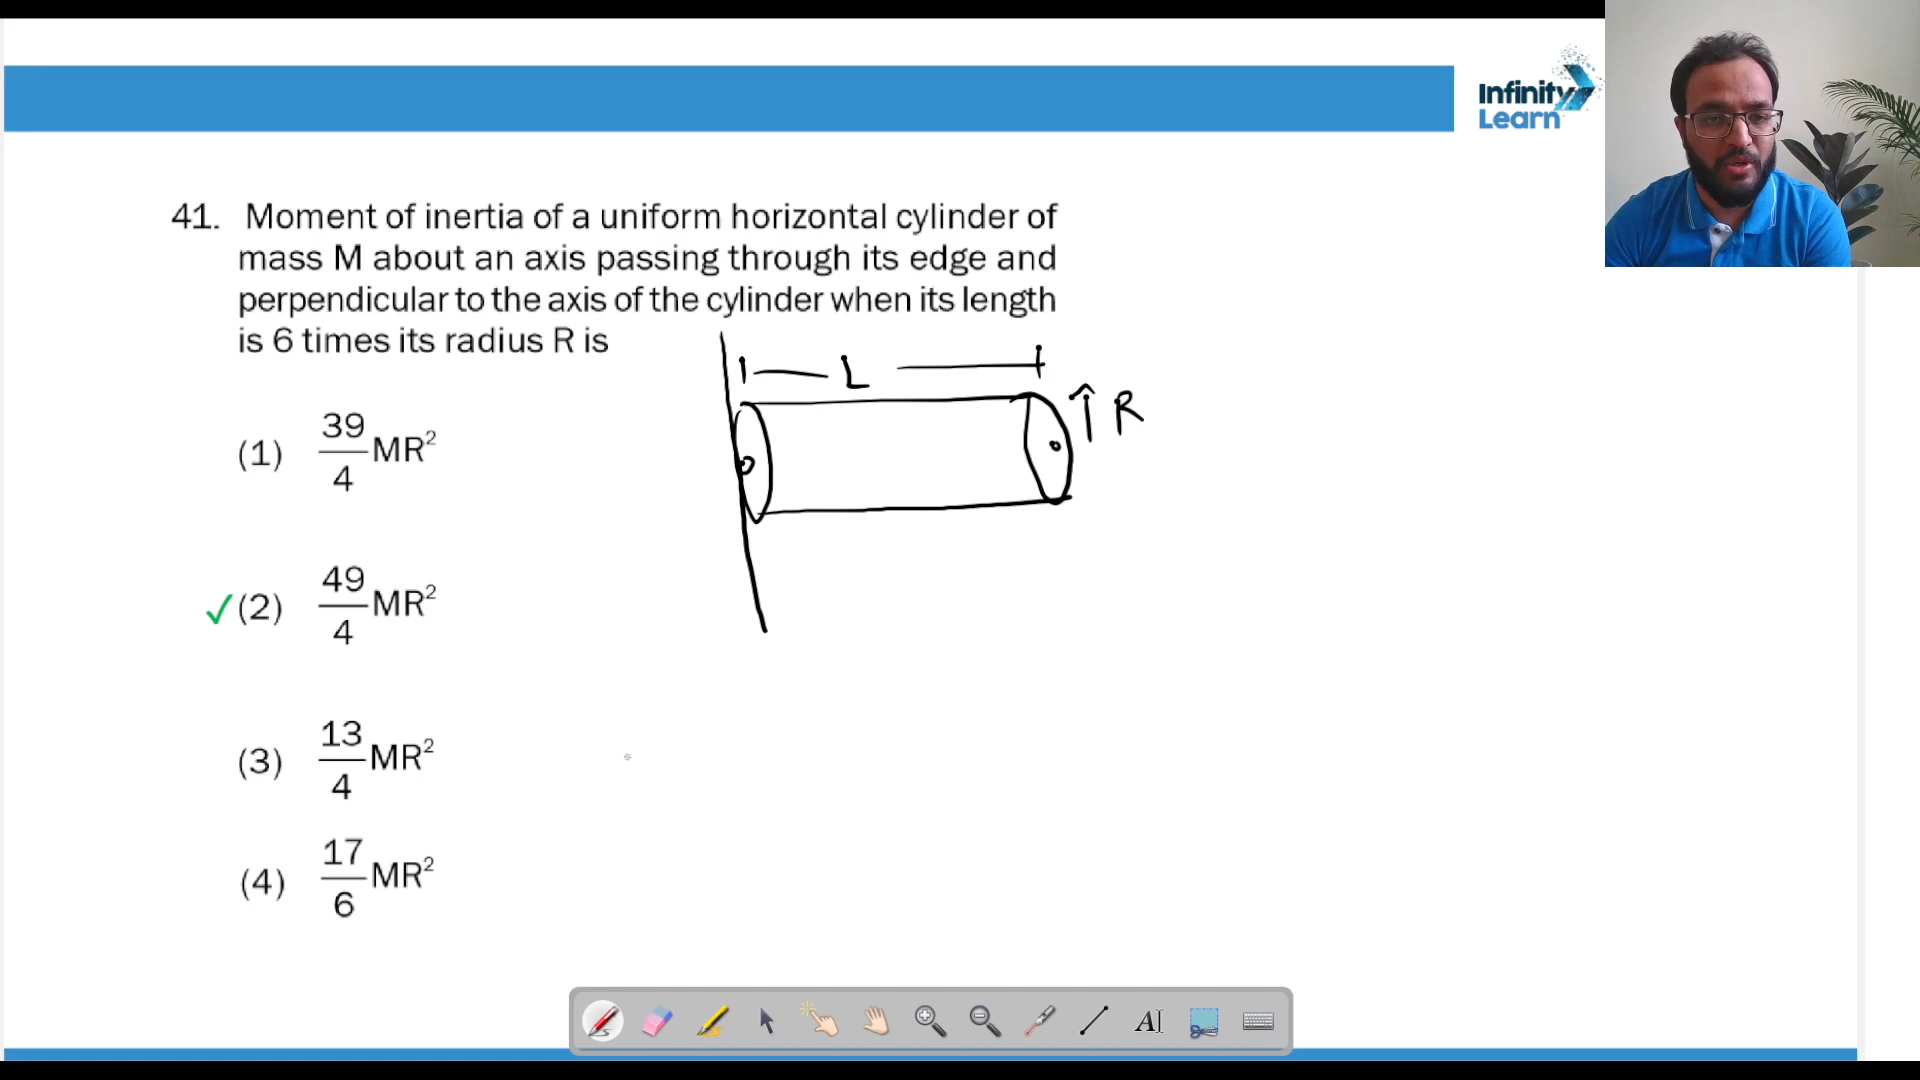 Infinity
Learn
41. Moment of inertia of a uniform horizontal cylinder of
mass M about an axis passing through its edge and
perpendicular to the axis of the cylinder when its length
is 6 times its radius R is
L
R
(1) 39/4 MR²
✓(2) 49/4 MR²
(3) 13/4 MR²
(4) 17/6 MR²
A